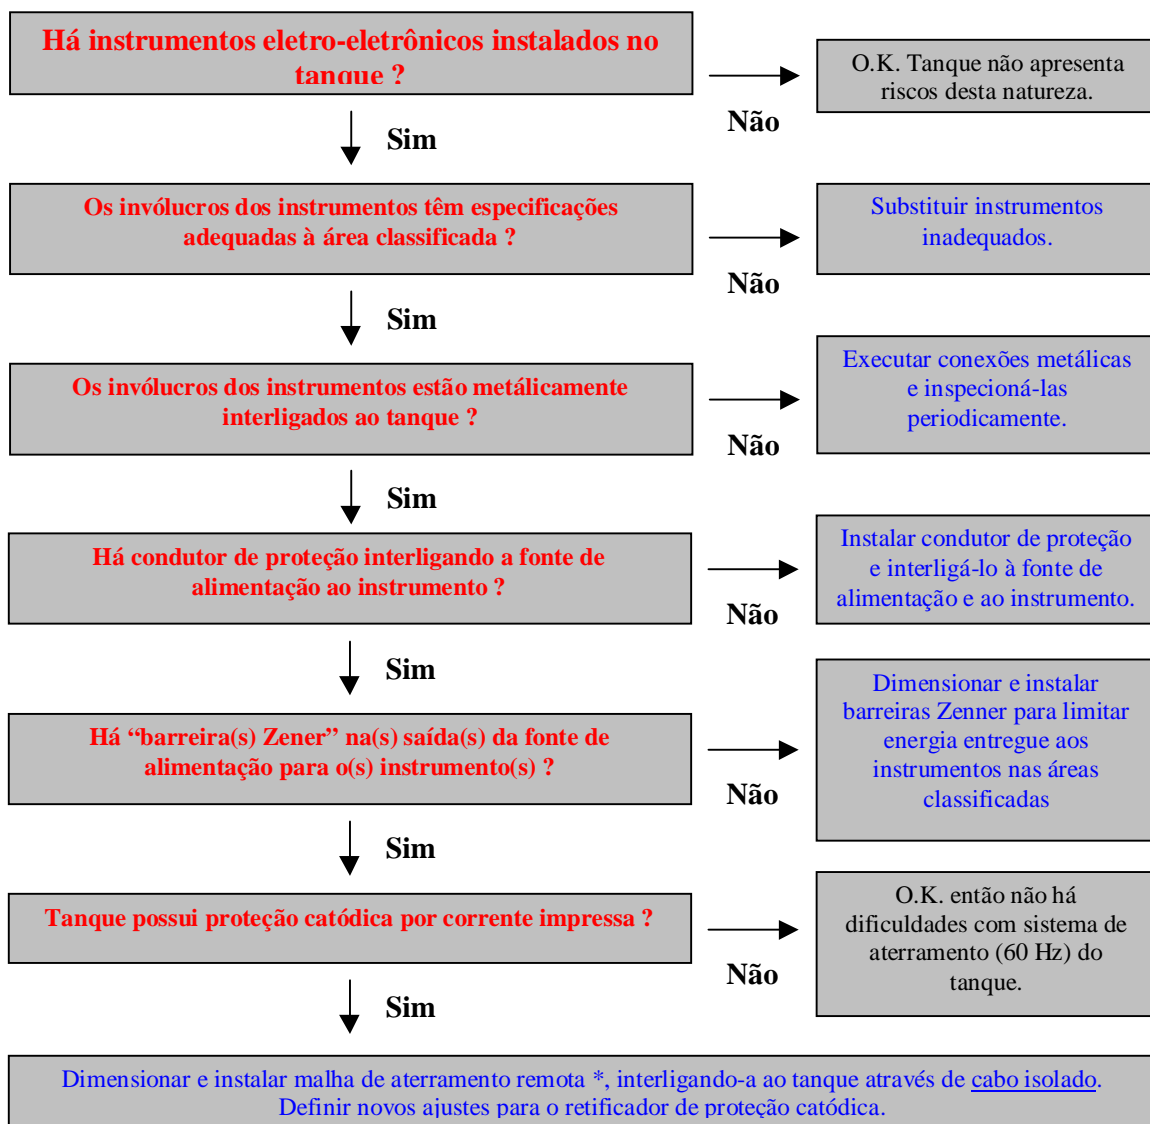 Há instrumentos eletro-eletrônicos instalados no
tanque ?
O.K. Tanque não apresenta
riscos desta natureza.
Sim
Não
Os invólucros dos instrumentos têm especificações
adequadas à área classificada ?
Substituir instrumentos
inadequados.
Sim
Não
Os invólucros dos instrumentos estão metálicamente
interligados ao tanque ?
Executar conexões metálicas
e inspecioná-las
periodicamente.
Sim
Não
Há condutor de proteção interligando a fonte de
alimentação ao instrumento ?
Instalar condutor de proteção
e interligá-lo à fonte de
alimentação e ao instrumento.
Sim
Não
Há “barreira(s) Zener” na(s) saída(s) da fonte de
alimentação para o(s) instrumento(s) ?
Dimensionar e instalar
barreiras Zenner para limitar
energia entregue aos
instrumentos nas áreas
classificadas
Sim
Não
Tanque possui proteção catódica por corrente impressa ?
O.K. então não há
dificuldades com sistema de
aterramento (60 Hz) do
tanque.
Sim
Não
Dimensionar e instalar malha de aterramento remota *, interligando-a ao tanque através de cabo isolado.
Definir novos ajustes para o retificador de proteção catódica.